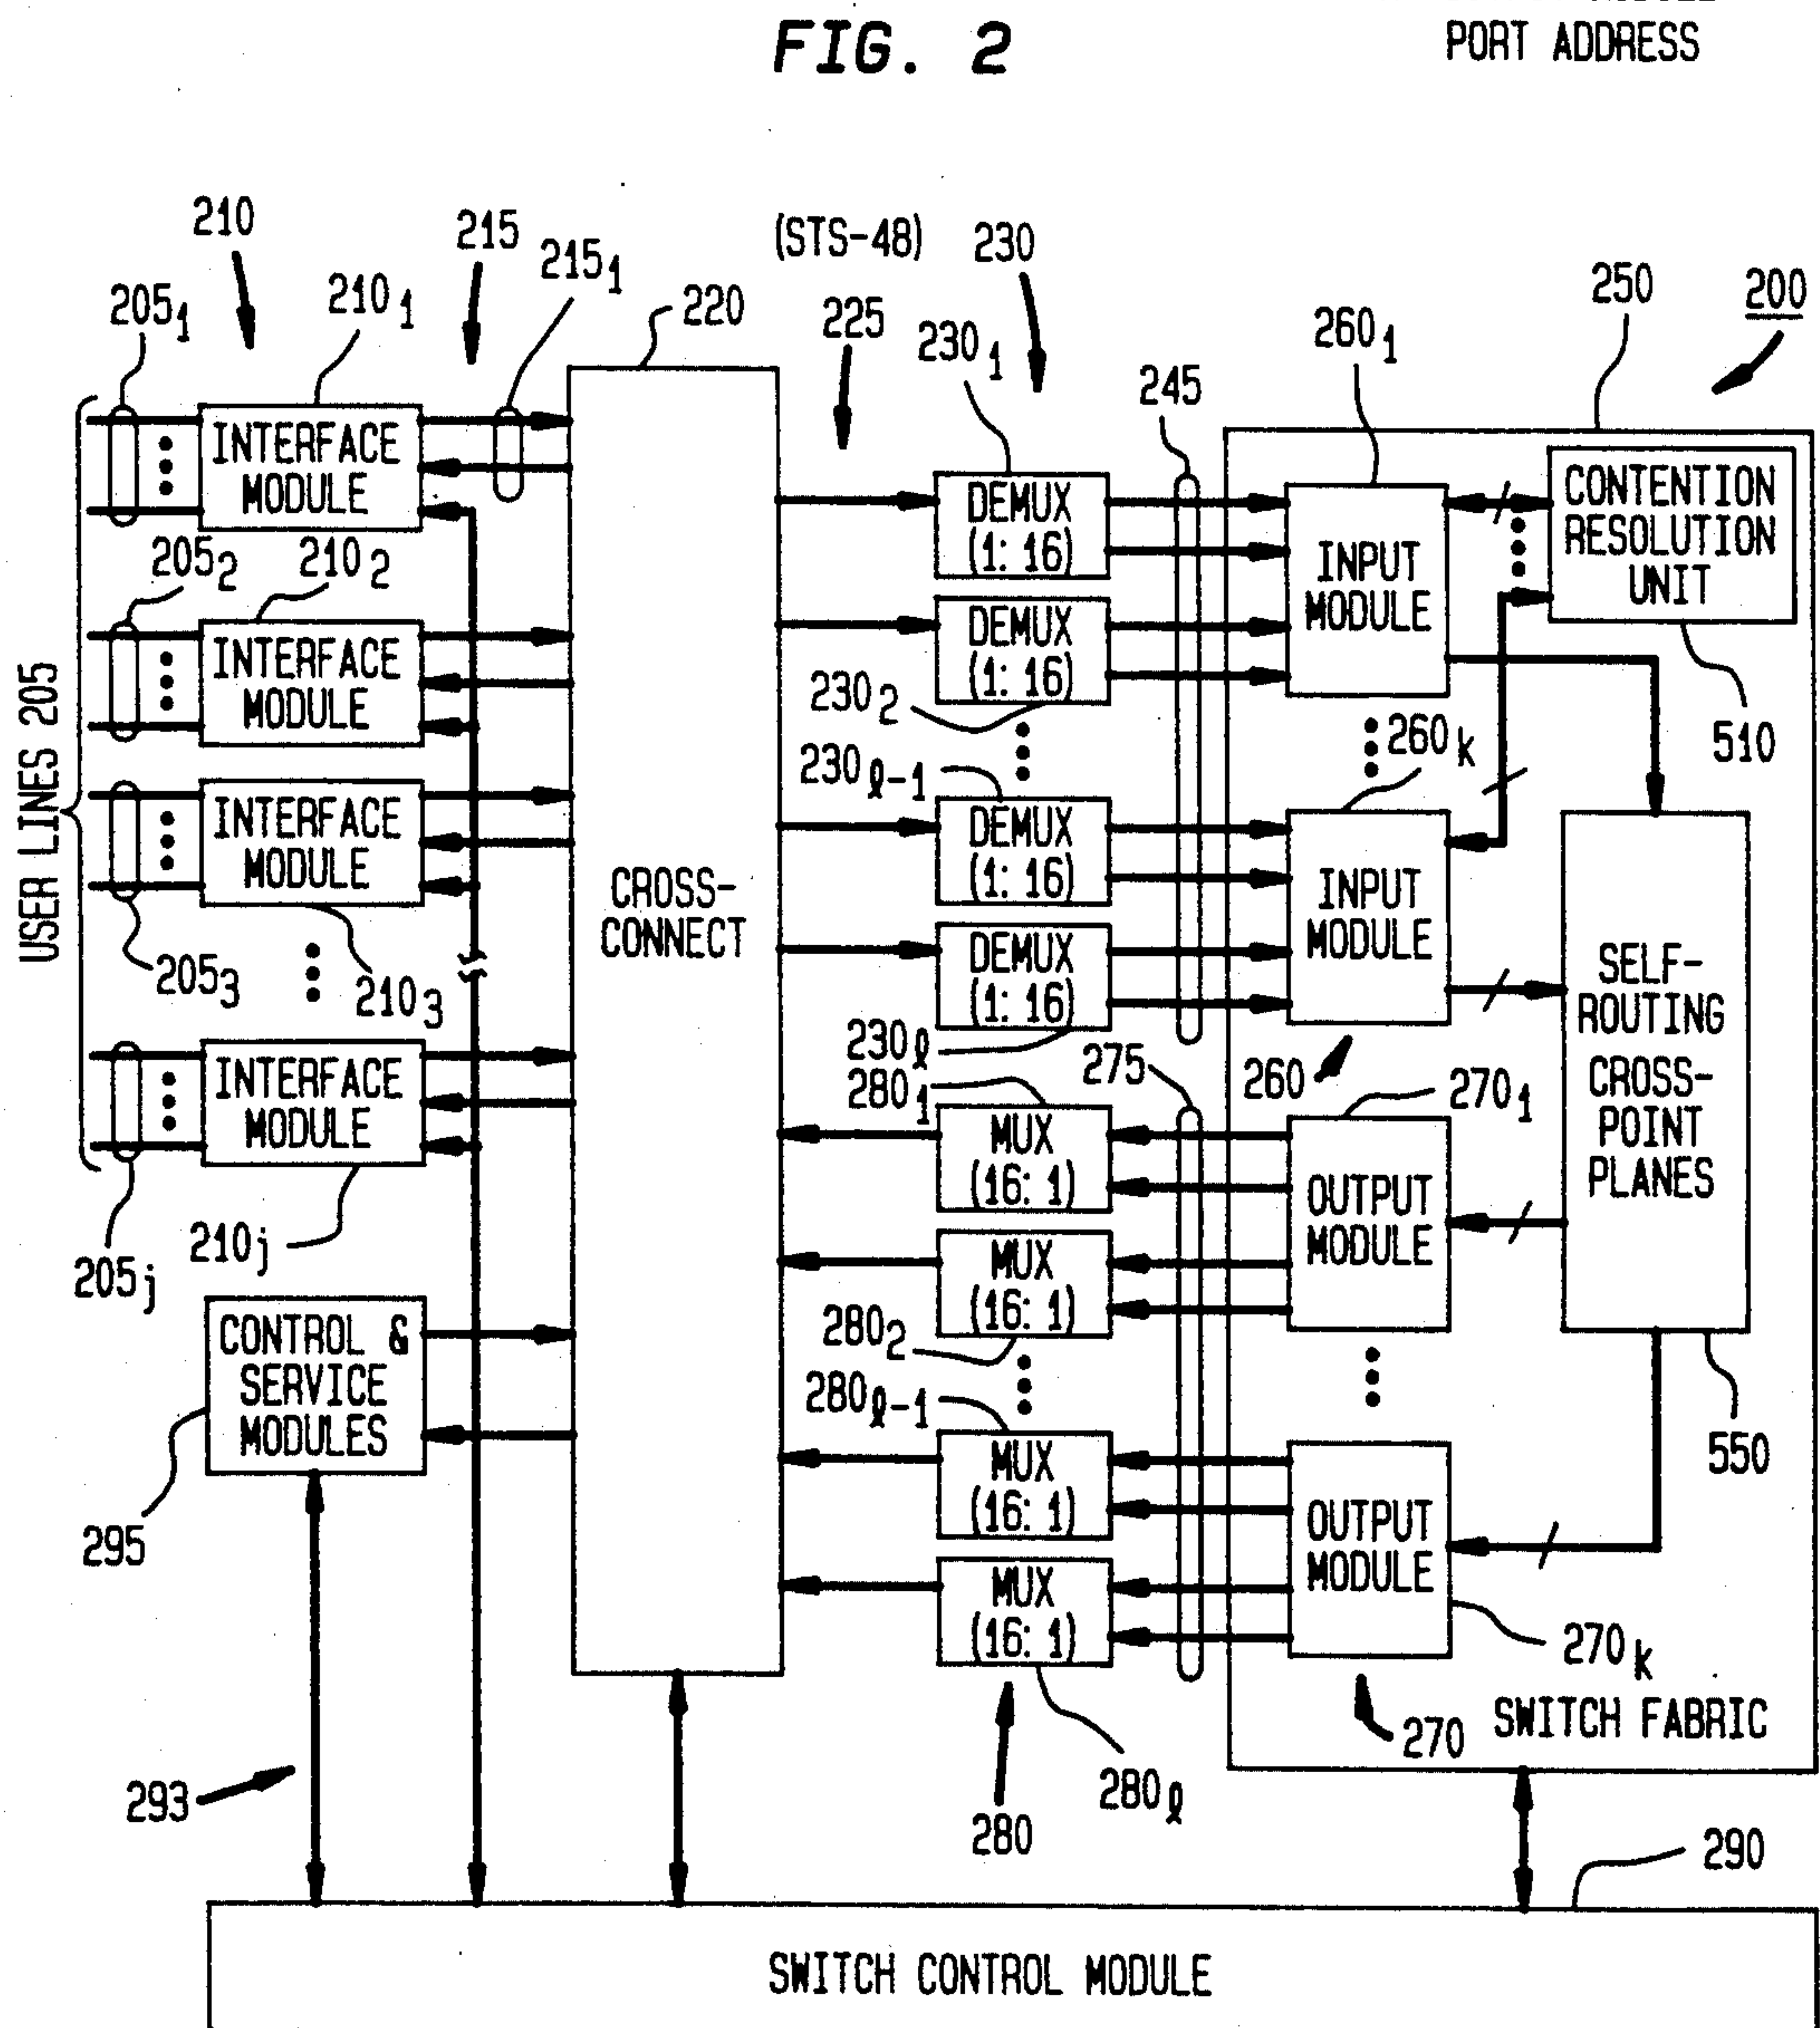 PORT ADDRESS
FIG. 2
210
215
215₁
(STS-48)
230
250
200
205₁
210₁
220
225
230₁
245
260₁
INTERFACE
MODULE
DEMUX
(1: 16)
INPUT
MODULE
CONTENTION
RESOLUTION
UNIT
510
205₂
210₂
INTERFACE
MODULE
DEMUX
(1: 16)
230₂
USER LINES 205
INTERFACE
MODULE
205₃
210₃
CROSS-
CONNECT
230ℓ-1
260k
DEMUX
(1: 16)
INPUT
MODULE
DEMUX
(1: 16)
230ℓ
260
SELF-
ROUTING
CROSS-
POINT
PLANES
550
INTERFACE
MODULE
205j
210j
280₁
275
270₁
MUX
(16: 1)
OUTPUT
MODULE
MUX
(16: 1)
280₂
CONTROL &
SERVICE
MODULES
295
280ℓ-1
MUX
(16: 1)
OUTPUT
MODULE
MUX
(16: 1)
270k
270
SWITCH FABRIC
293
280
280ℓ
290
SWITCH CONTROL MODULE